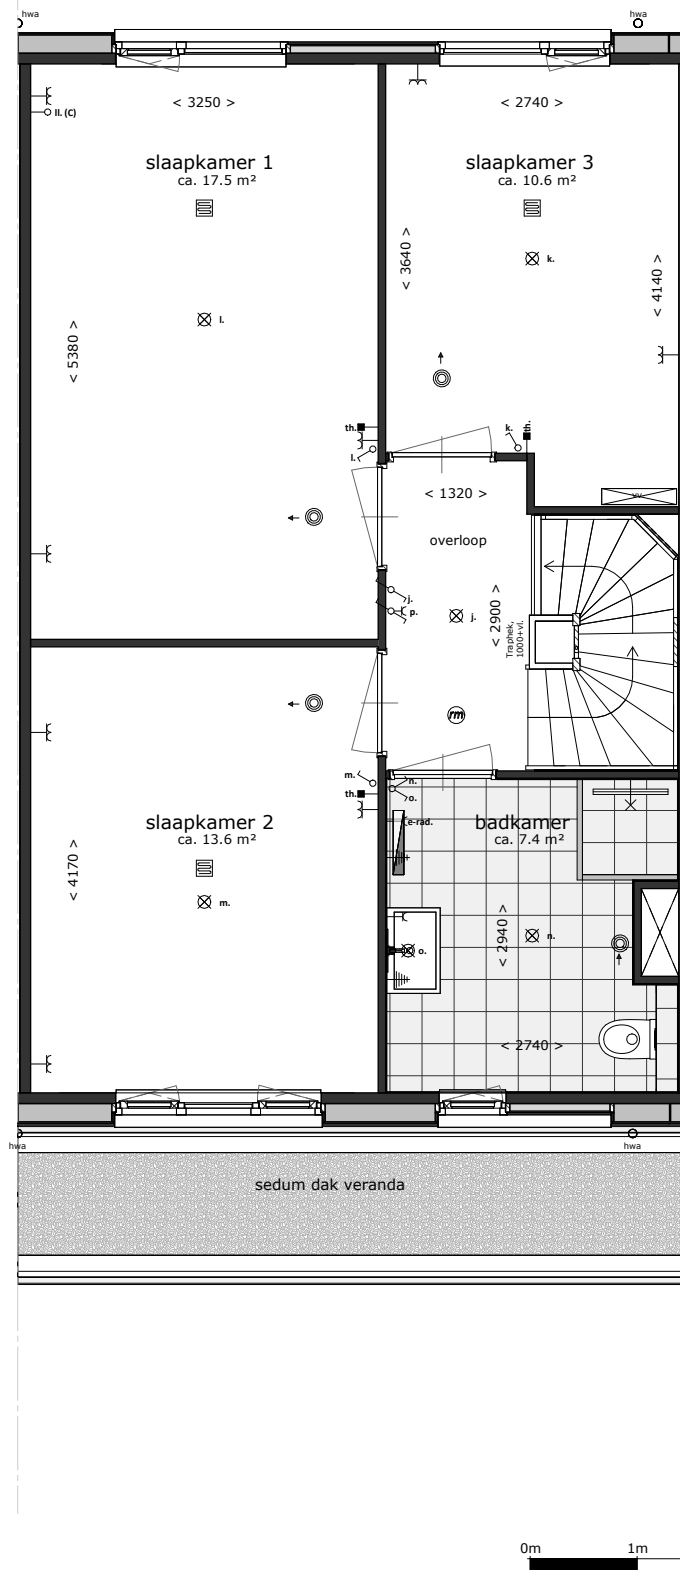 hwa
hwa
ll. (C)
< 3250 >
< 2740 >
slaapkamer 1
ca. 17.5 m²
slaapkamer 3
ca. 10.6 m²
< 3640 >
k.
< 4140 >
l.
< 5380 >
th.
l.
k.
th.
vv
< 1320 >
overloop
j.
p.
j.
< 2900 >
Traphek,
1000+vl.
rm
m.
th.
n.
o.
e-rad.
slaapkamer 2
ca. 13.6 m²
badkamer
ca. 7.4 m²
< 4170 >
m.
< 2940 >
n.
o.
< 2740 >
hwa
hwa
sedum dak veranda
0m
1m